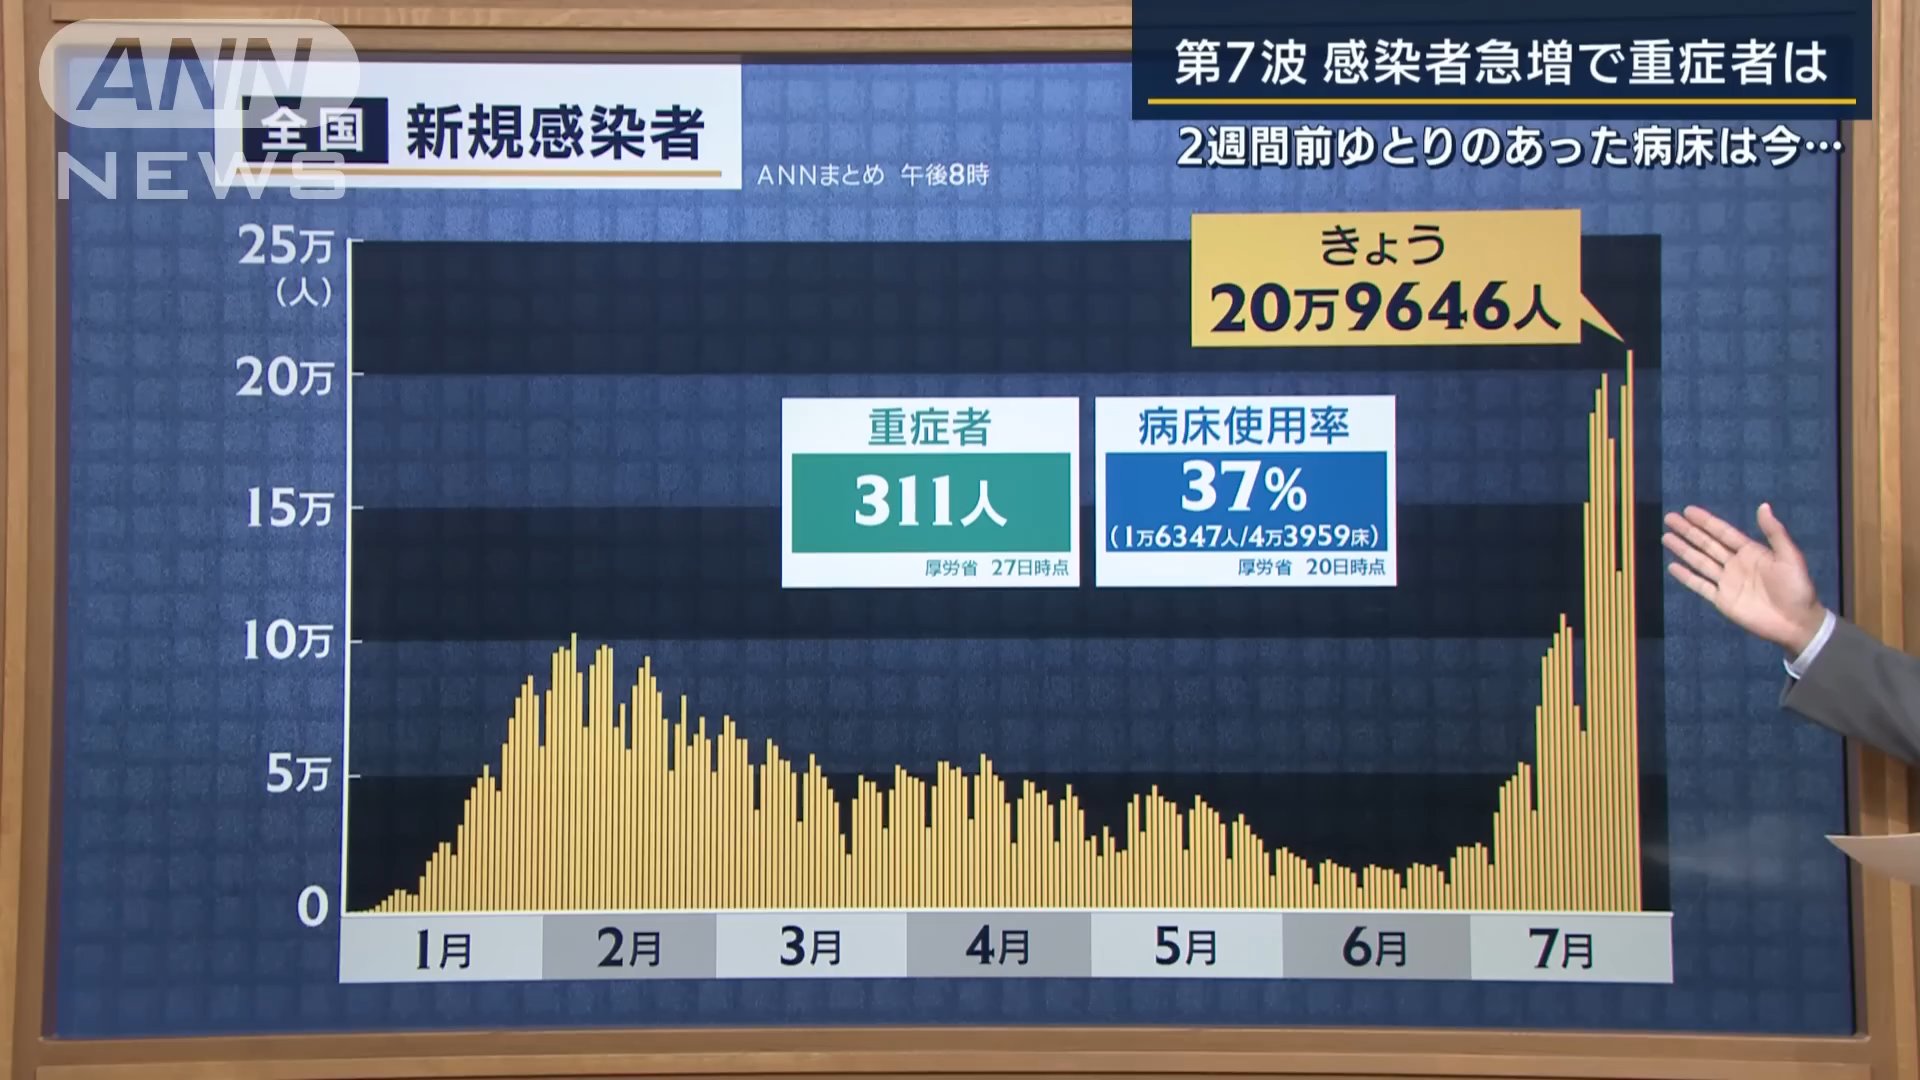 ANN
NEWS
第7波 感染者急増で重症者は
2週間前ゆとりのあった病床は今…
全国 新規感染者
ANNまとめ 午後8時
きょう
20万9646人
25万
(人)
20万
15万
10万
5万
0
重症者
311人
厚労省 27日時点
病床使用率
37%
(1万6347人/4万3959床)
厚労省 20日時点
1月 2月 3月 4月 5月 6月 7月